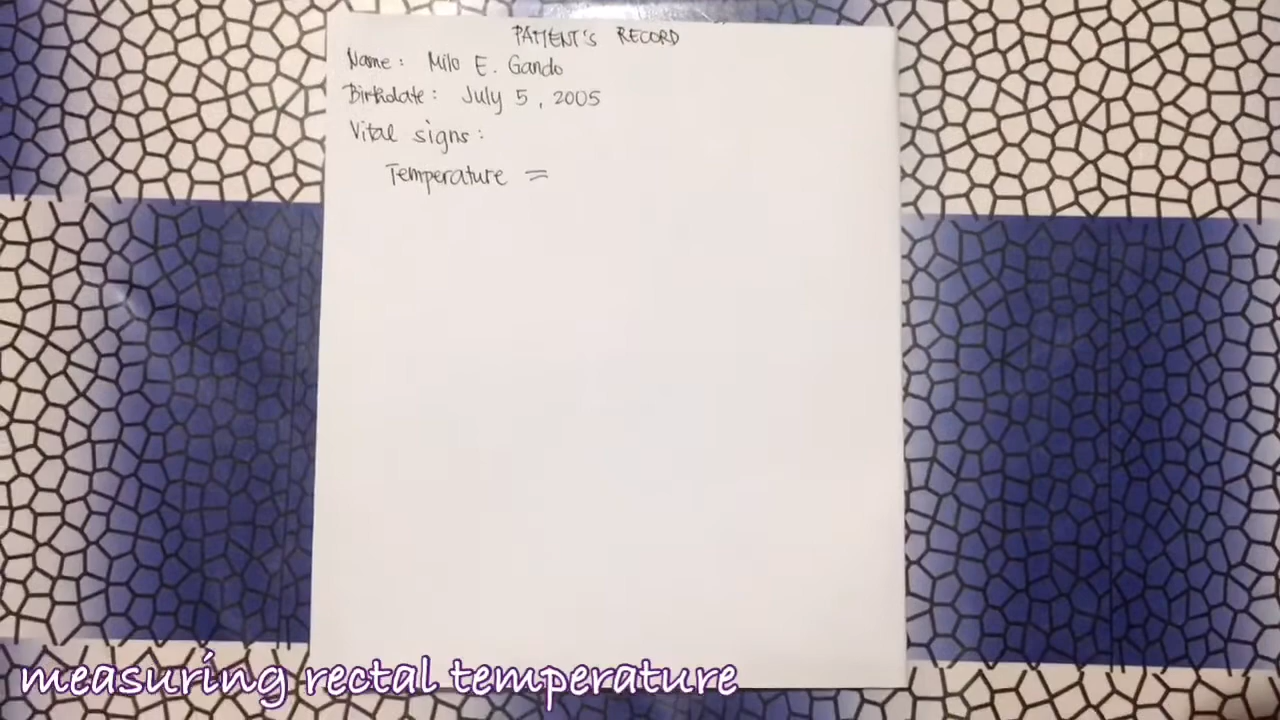 PATIENT'S RECORD
Name: Milo E. Gando
Birthdate: July 5, 2005
Vital signs:
Temperature =
measuring rectal temperature